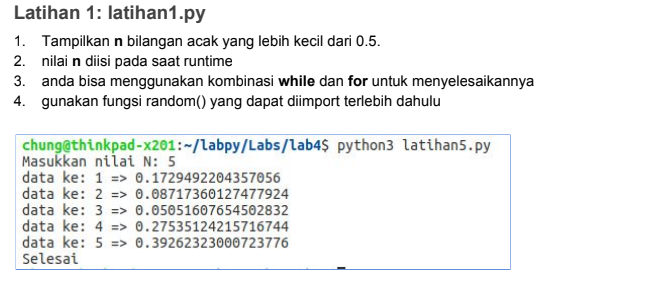 Latihan 1: latihan1.py
1. Tampilkan n bilangan acak yang lebih kecil dari 0.5.
2. nilai n diisi pada saat runtime
3. anda bisa menggunakan kombinasi while dan for untuk menyelesaikannya
4. gunakan fungsi random() yang dapat diimport terlebih dahulu
chung@thinkpad-x201:~/labpy/Labs/lab4$ python3 latihan5.py
Masukkan nilai N: 5
data ke: 1 => 0.1729492204357056
data ke: 2 => 0.08717360127477924
data ke: 3 => 0.05051607654502832
data ke: 4 => 0.27535124215716744
data ke: 5 => 0.39262323000723776
Selesai